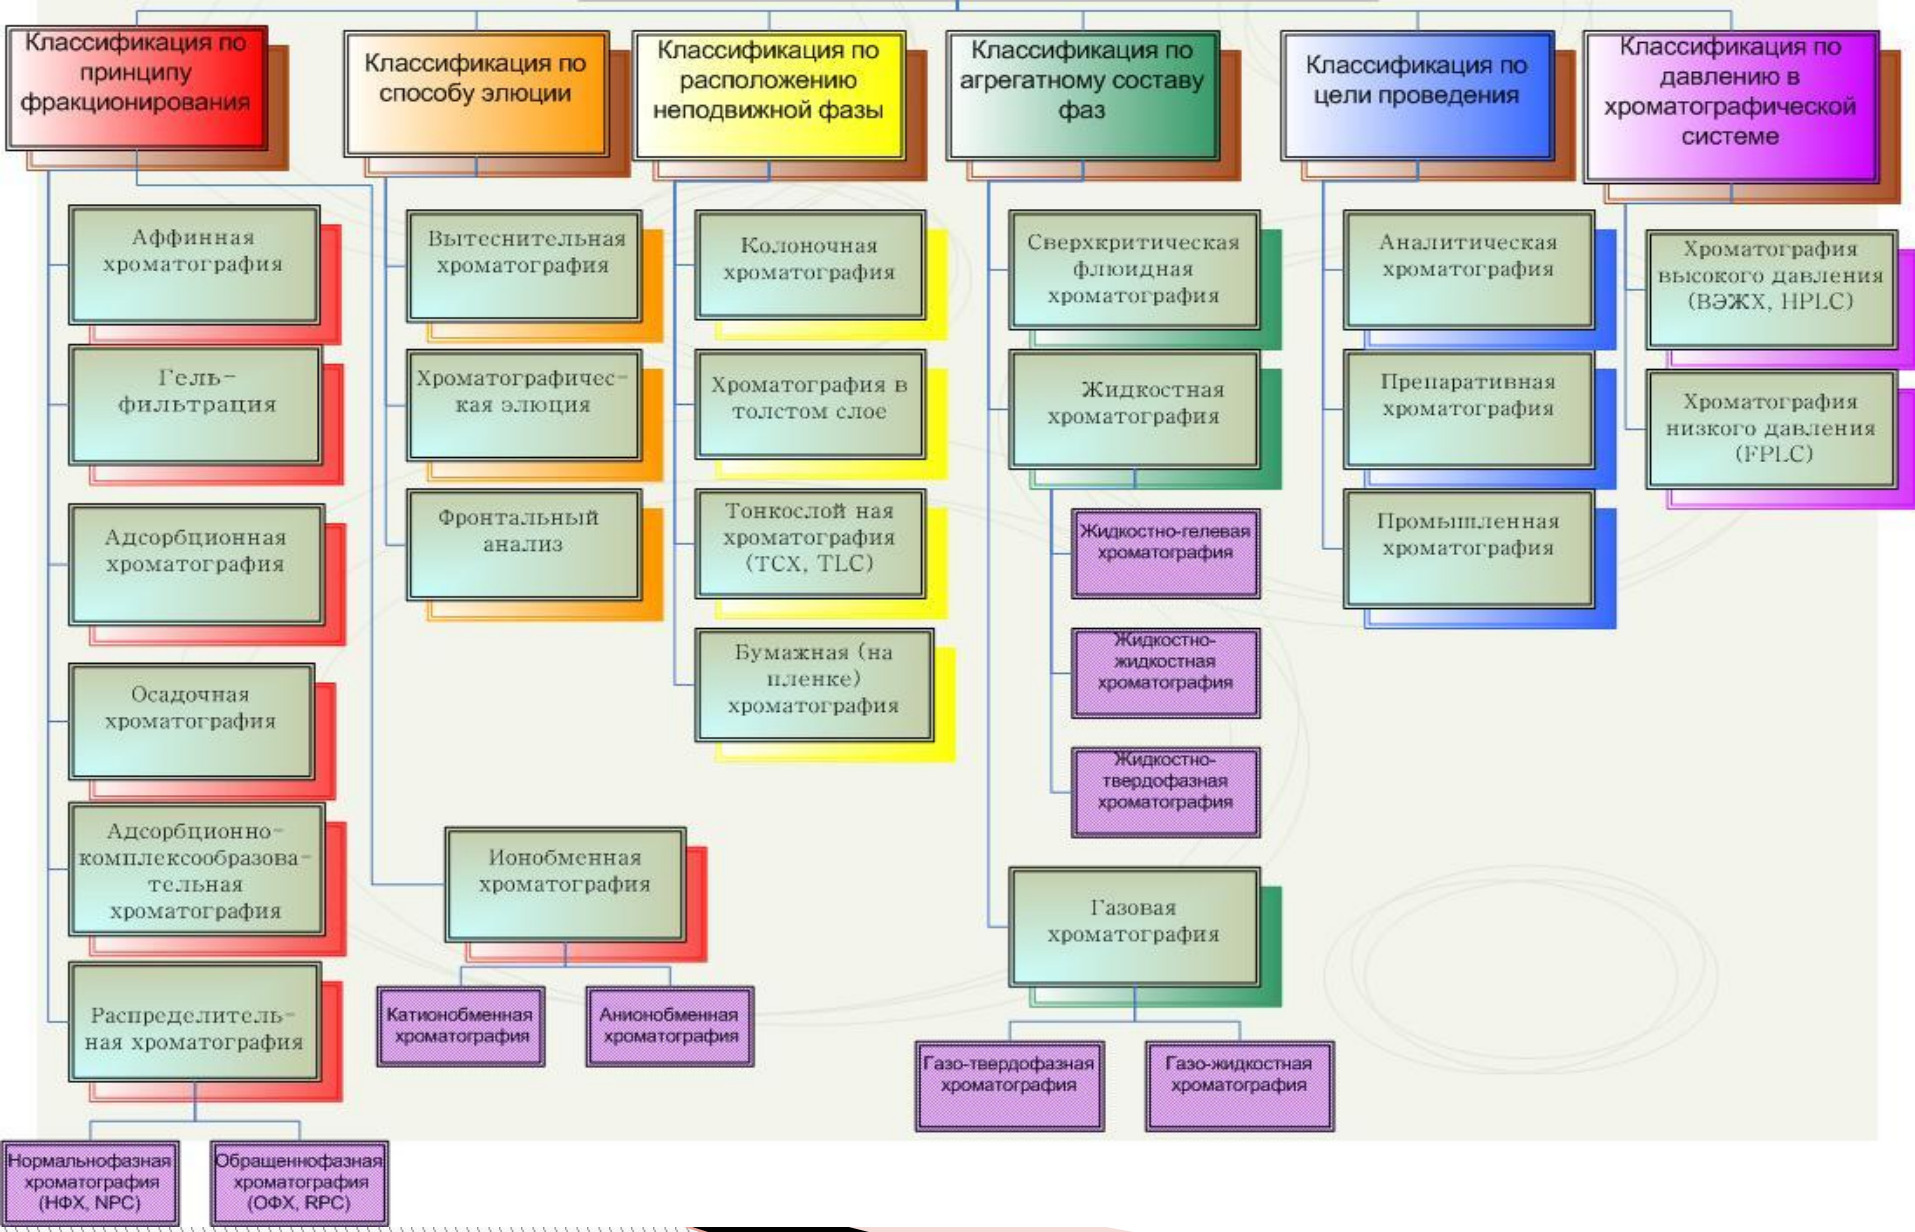 Классификация по
принципу
фракционирования
Аффинная
хроматография
Гель-
фильтрация
Адсорбционная
хроматография
Осадочная
хроматография
Адсорбционно-
комплексообразова-
тельная
хроматография
Распределитель-
ная хроматография
Нормальнофазная
хроматография
(НФХ, NPC)
Обращеннофазная
хроматография
(ОФХ, RPC)
Ионобменная
хроматография
Катионобменная
хроматография
Анионобменная
хроматография
Классификация по
способу элюции
Вытеснительная
хроматография
Хроматографичес-
кая элюция
Фронтальный
анализ
Классификация по
расположению
неподвижной фазы
Колоночная
хроматография
Хроматография в
толстом слое
Тонкослой ная
хроматография
(ТСХ, TLC)
Бумажная (на
пленке)
хроматография
Классификация по
агрегатному составу
фаз
Сверхкритическая
флюидная
хроматография
Жидкостная
хроматография
Жидкостно-гелевая
хроматография
Жидкостно-
жидкостная
хроматография
Жидкостно-
твердофазная
хроматография
Газовая
хроматография
Газо-твердофазная
хроматография
Газо-жидкостная
хроматография
Классификация по
цели проведения
Аналитическая
хроматография
Препаративная
хроматография
Промышленная
хроматография
Классификация по
давлению в
хроматографической
системе
Хроматография
высокого давления
(ВЭЖХ, HPLC)
Хроматография
низкого давления
(FPLC)